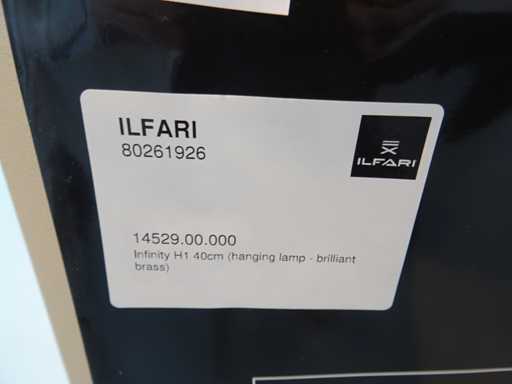 ILFARI
80261926
ILFARI
14529.00.000
Infinity H1 40cm (hanging lamp - brilliant
brass)